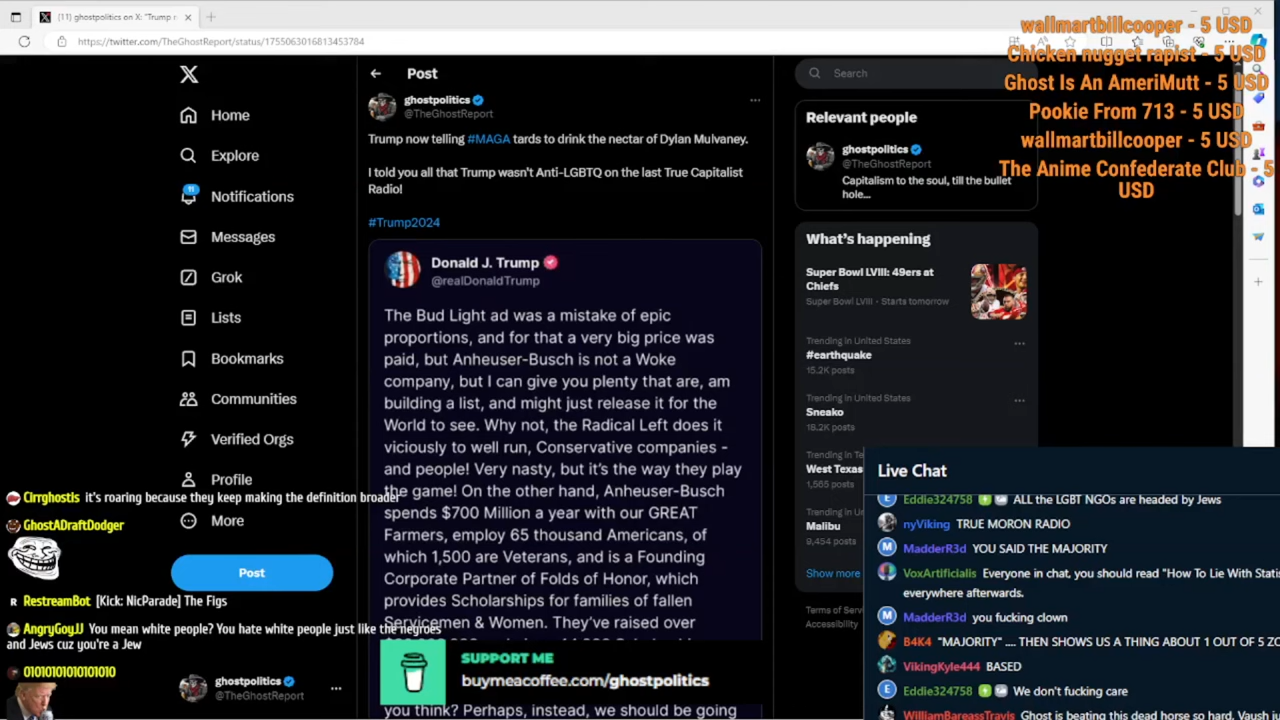 [11] ghostpolitics on X: "Trump n
https://twitter.com/TheGhostReport/status/1755063016813453784
wallmartbillcooper - 5 USD
Chicken nugget rapist - 5 USD
Ghost Is An AmeriMutt - 5 USD
Pookie From 713 - 5 USD
wallmartbillcooper - 5 USD
The Anime Confederate Club - 5
USD
Home
Explore
11
Notifications
Messages
Grok
Lists
Bookmarks
Communities
Verified Orgs
Profile
More
Post
ghostpolitics
@TheGhostReport
Post
ghostpolitics
@TheGhostReport
Trump now telling #MAGA tards to drink the nectar of Dylan Mulvaney.
I told you all that Trump wasn't Anti-LGBTQ on the last True Capitalist
Radio!
#Trump2024
Donald J. Trump
@realDonaldTrump
The Bud Light ad was a mistake of epic
proportions, and for that a very big price was
paid, but Anheuser-Busch is not a Woke
company, but I can give you plenty that are, am
building a list, and might just release it for the
World to see. Why not, the Radical Left does it
viciously to well run, Conservative companies -
and people! Very nasty, but it's the way they play
the game! On the other hand, Anheuser-Busch
spends $700 Million a year with our GREAT
Farmers, employ 65 thousand Americans, of
which 1,500 are Veterans, and is a Founding
Corporate Partner of Folds of Honor, which
provides Scholarships for families of fallen
Servicemen & Women. They've raised over
you think? Perhaps, instead, we should be going
SUPPORT ME
buymeacoffee.com/ghostpolitics
Search
Relevant people
ghostpolitics
@TheGhostReport
Capitalism to the soul, till the bullet
hole...
What's happening
Super Bowl LVIII: 49ers at
Chiefs
Super Bowl LVIII · Starts tomorrow
Trending in United States
#earthquake
15.2K posts
Trending in United States
Sneako
18.2K posts
Trending in Te
West Texas
1,565 posts
Trending in U
Malibu
9,454 posts
Show more
Terms of Serv
Accessibility
Cirrghostis it's roaring because they keep making the definition broader
GhostADraftDodger
RestreamBot [Kick: NicParade] The Figs
AngryGoyJJ You mean white people? You hate white people just like the negroes
and Jews cuz you're a Jew
01010101010101010
Live Chat
Eddie324758 ALL the LGBT NGOs are headed by Jews
nyViking TRUE MORON RADIO
MadderR3d YOU SAID THE MAJORITY
VoxArtificialis Everyone in chat, you should read "How To Lie With Statis
everywhere afterwards.
MadderR3d you fucking clown
B4K4 "MAJORITY" .... THEN SHOWS US A THING ABOUT 1 OUT OF 5 ZO
VikingKyle444 BASED
Eddie324758 We don't fucking care
WilliamBareassTravis Ghost is beating this dead horse so hard, Vaush ju